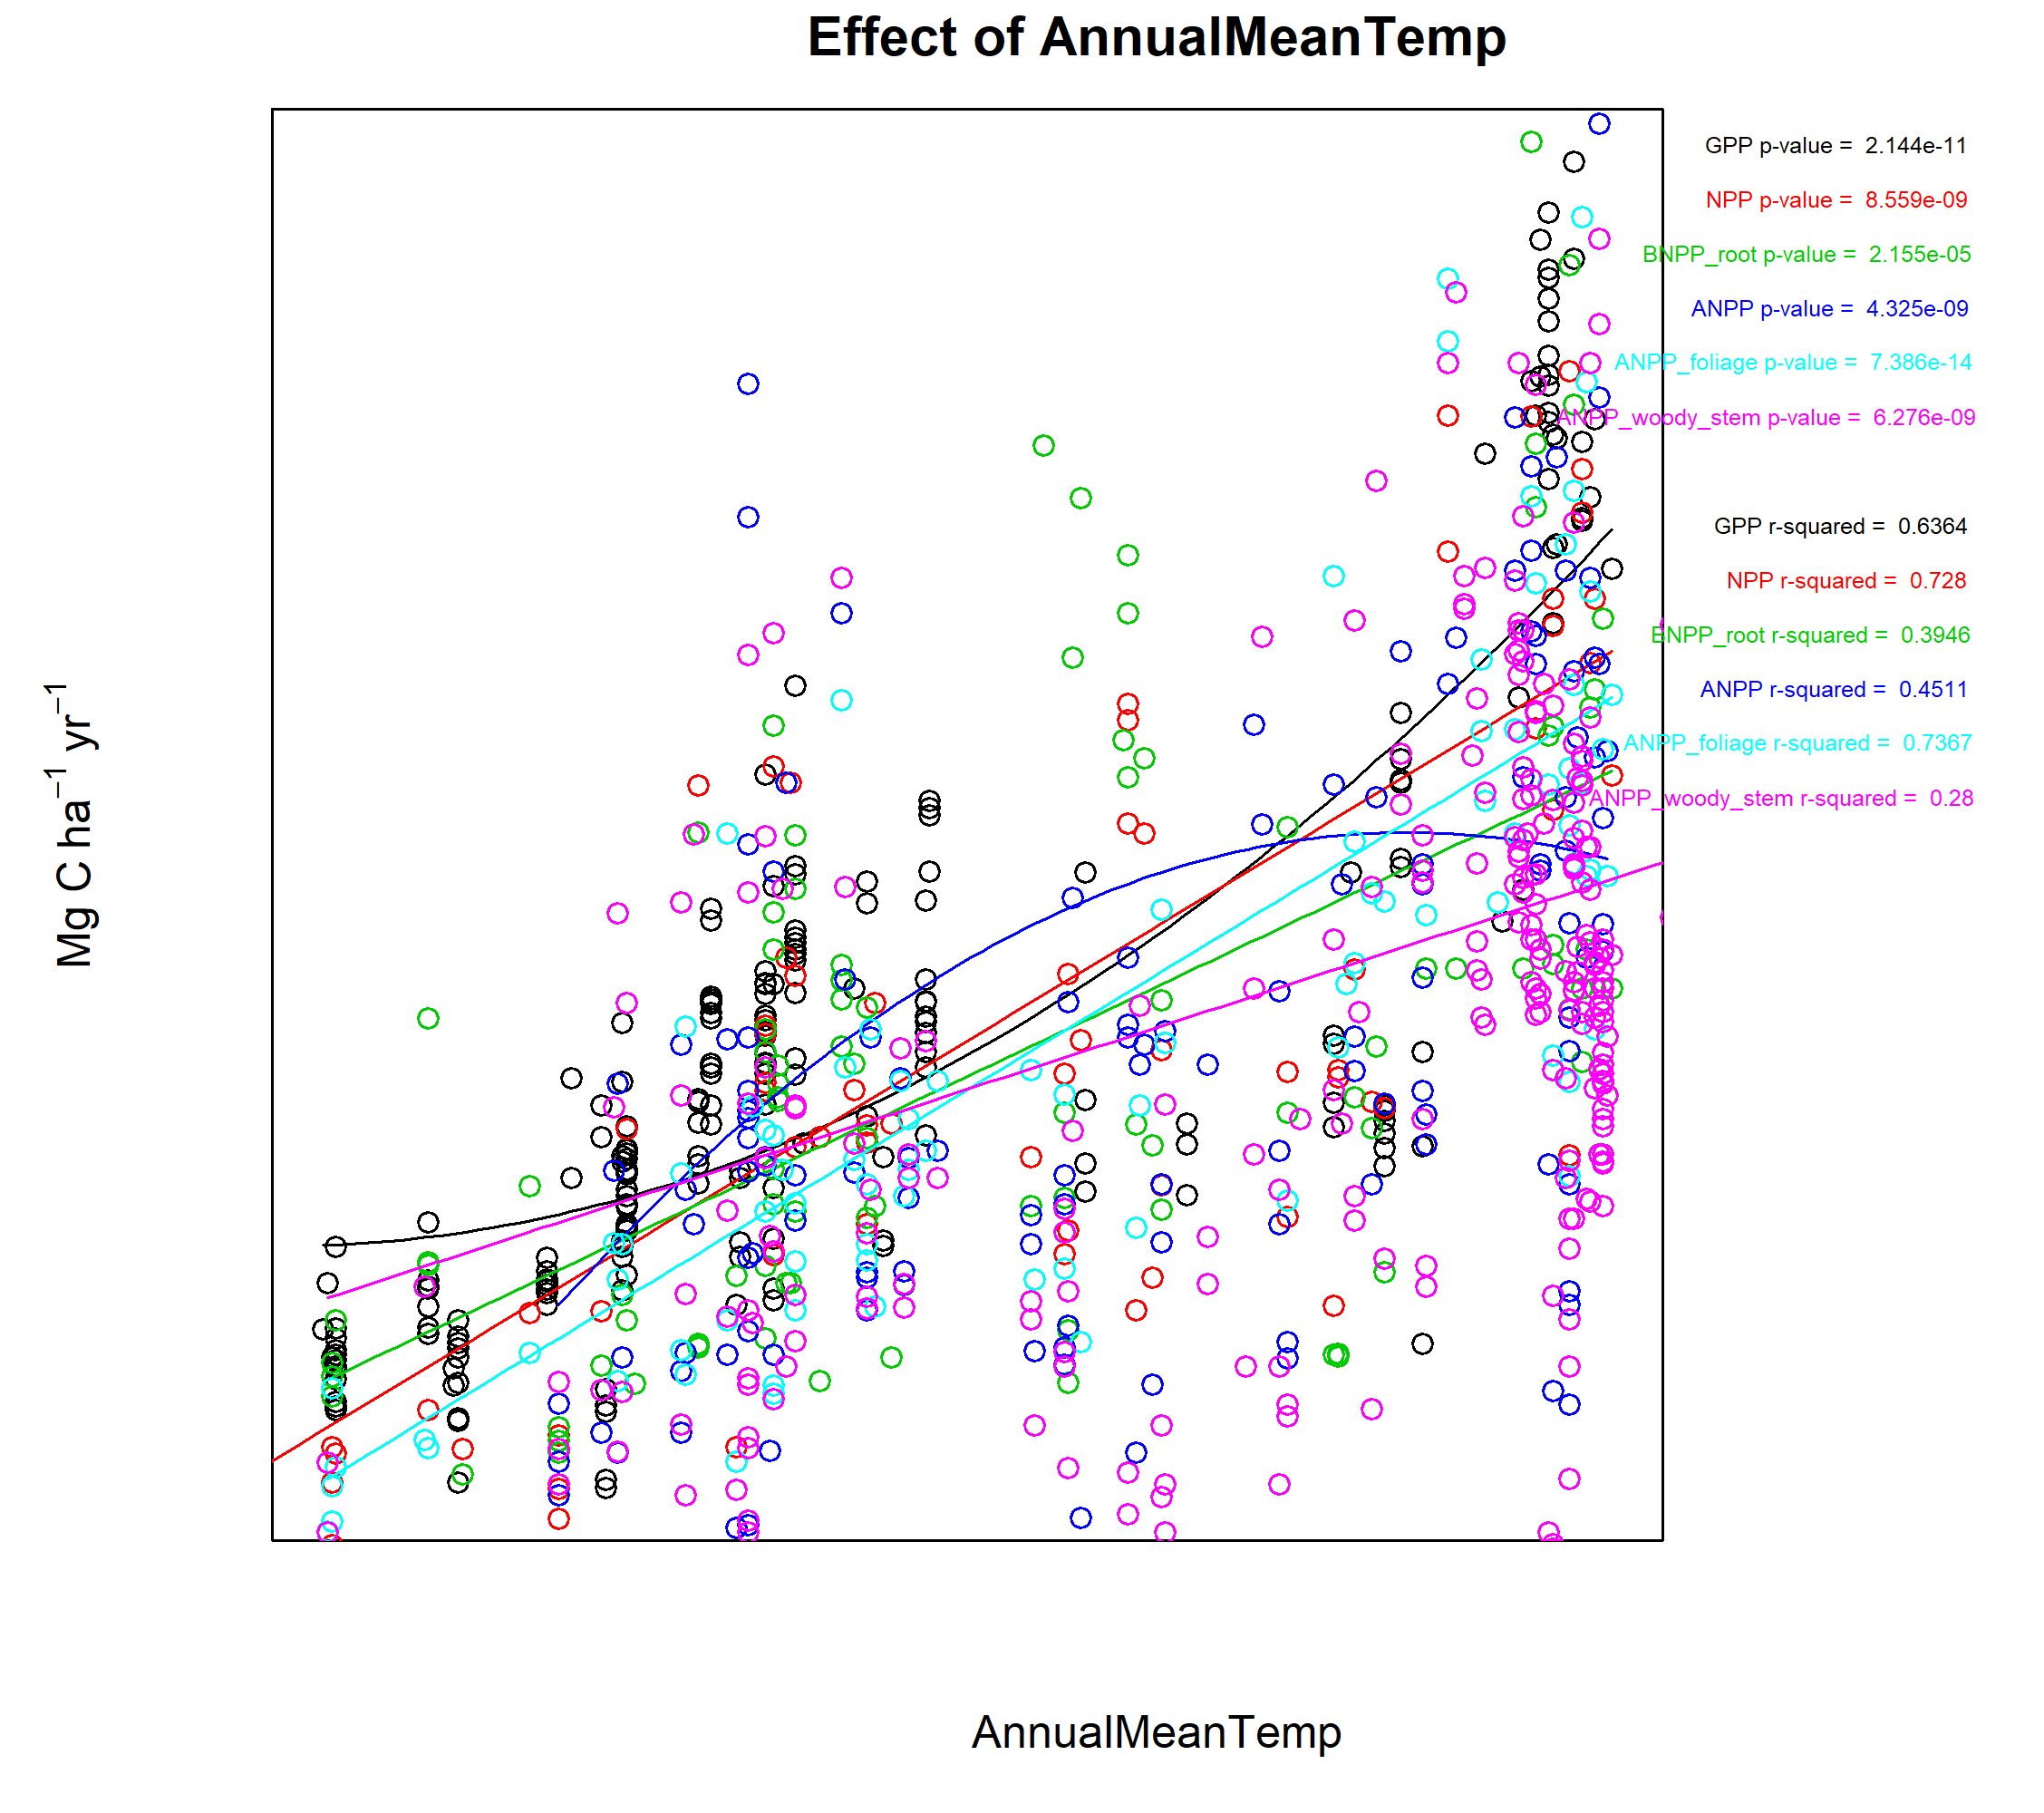 Effect of AnnualMeanTemp
GPP p-value = 2.144e-11
NPP p-value = 8.559e-09
BNPP_root p-value = 2.155e-05
ANPP p-value = 4.325e-09
ANPP_foliage p-value = 7.386e-14
ANPP_woody_stem p-value = 6.276e-09
GPP r-squared = 0.6364
NPP r-squared = 0.728
BNPP_root r-squared = 0.3946
ANPP r-squared = 0.4511
ANPP_foliage r-squared = 0.7367
ANPP_woody_stem r-squared = 0.28
Mg C ha⁻¹ yr⁻¹
AnnualMeanTemp